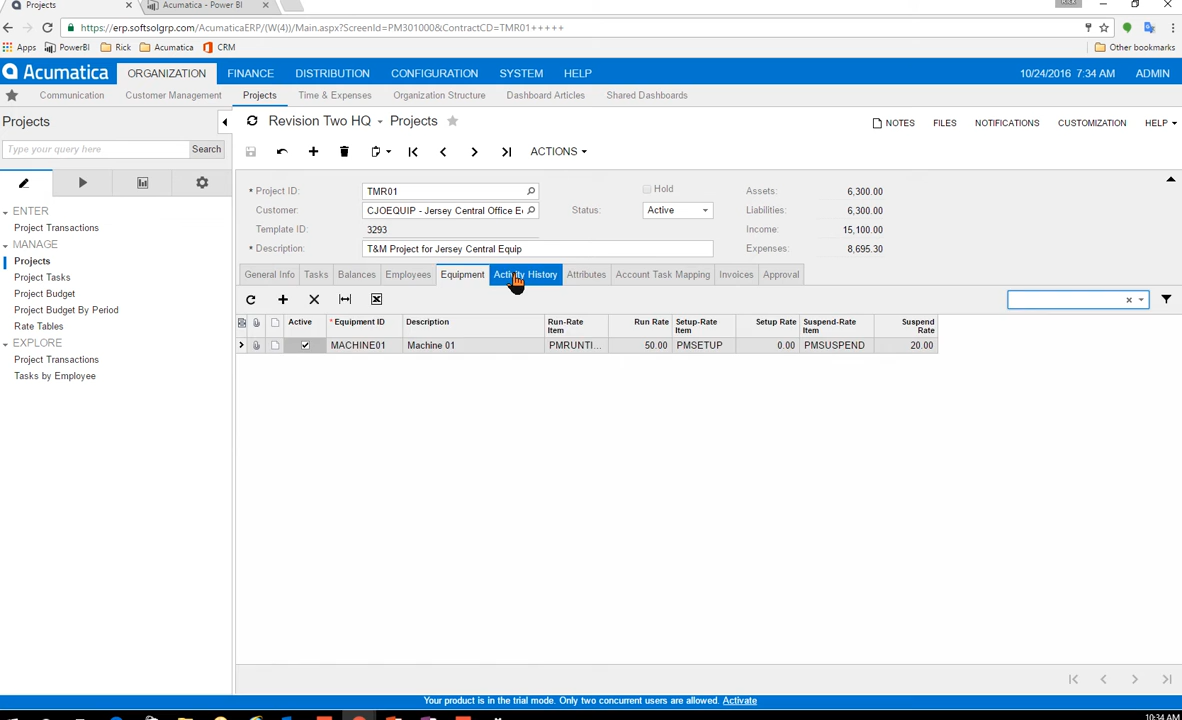 Projects
Acumatica - Power BI
Rick
https://erp.softsolgrp.com/AcumaticaERP/(W(4))/Main.aspx?ScreenId=PM301000&ContractCD=TMR01+++++
Apps PowerBI Rick Acumatica CRM Other bookmarks
Acumatica ORGANIZATION FINANCE DISTRIBUTION CONFIGURATION SYSTEM HELP 10/24/2016 7:34 AM ADMIN
Communication Customer Management Projects Time & Expenses Organization Structure Dashboard Articles Shared Dashboards
Projects
Revision Two HQ - Projects NOTES FILES NOTIFICATIONS CUSTOMIZATION HELP
Type your query here Search
ACTIONS
ENTER
Project Transactions
MANAGE
Projects
Project Tasks
Project Budget
Project Budget By Period
Rate Tables
EXPLORE
Project Transactions
Tasks by Employee
* Project ID: TMR01 Hold Assets: 6,300.00
Customer: CJOEQUIP - Jersey Central Office E Status: Active Liabilities: 6,300.00
Template ID: 3293 Income: 15,100.00
* Description: T&M Project for Jersey Central Equip Expenses: 8,695.30
General Info Tasks Balances Employees Equipment Activity History Attributes Account Task Mapping Invoices Approval
Active * Equipment ID Description Run-Rate Item Run Rate Setup-Rate Item Setup Rate Suspend-Rate Item Suspend Rate
MACHINE01 Machine 01 PMRUNTI... 50.00 PMSETUP 0.00 PMSUSPEND 20.00
Your product is in the trial mode. Only two concurrent users are allowed. Activate
10:34 AM